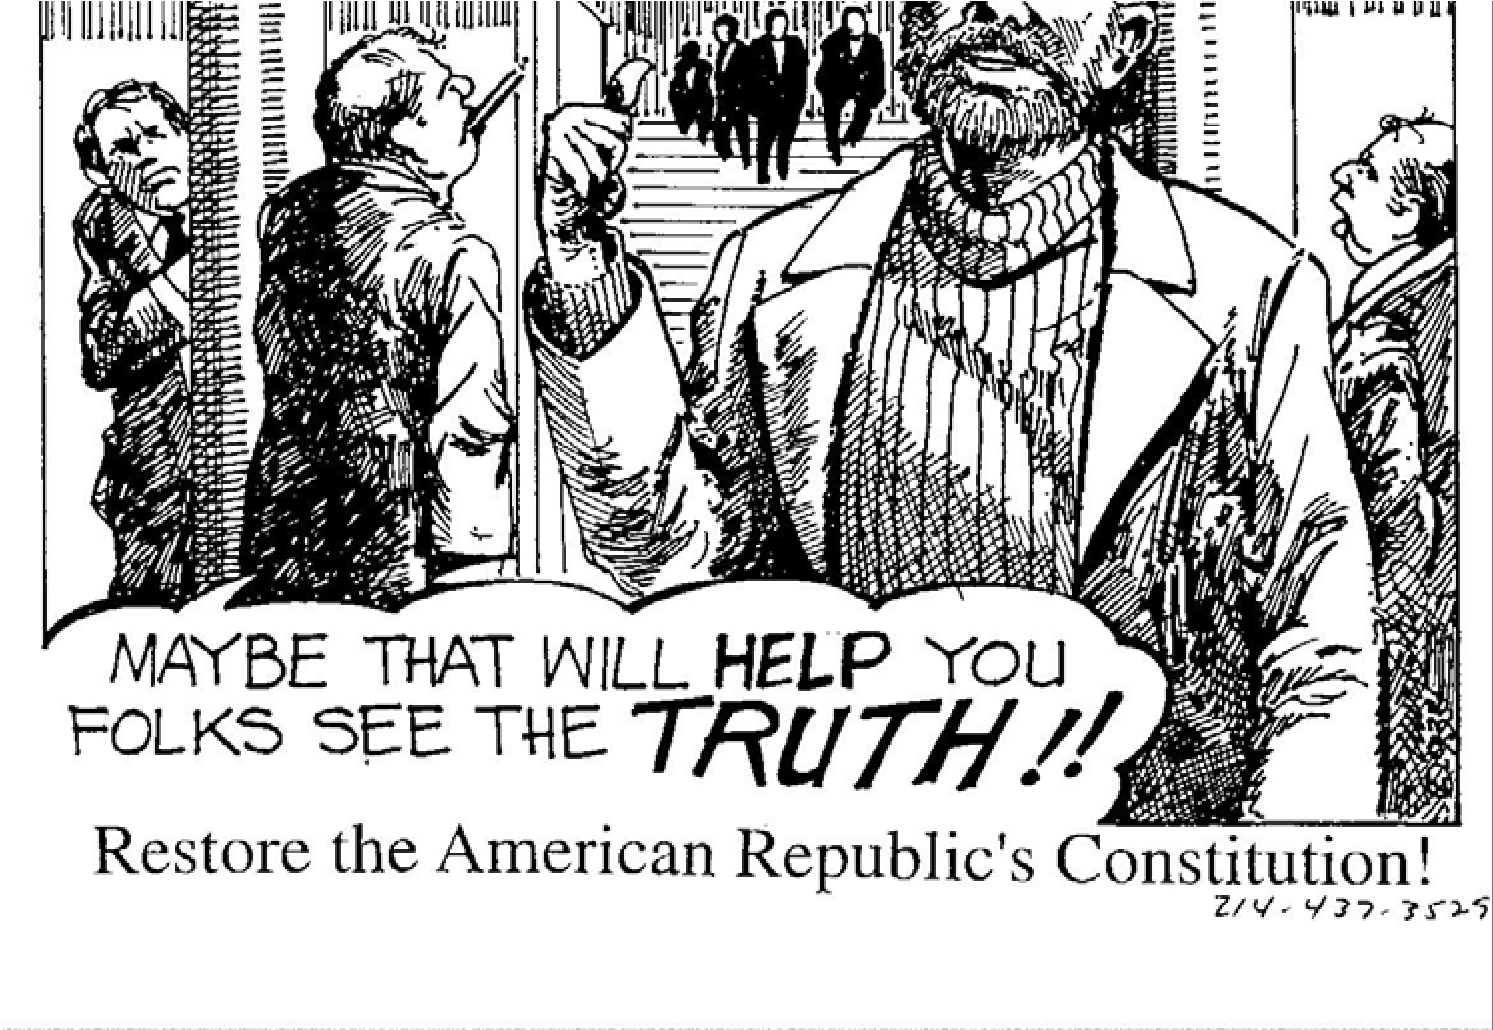 MAYBE THAT WILL HELP YOU
FOLKS SEE THE TRUTH!!
Restore the American Republic's Constitution!
214-437-3525